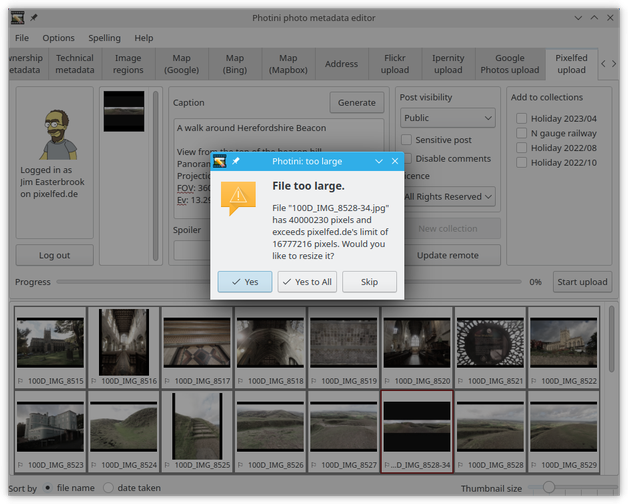 Photini photo metadata editor
File Options Spelling Help
wnership metadata
Technical metadata
Image regions
Map (Google)
Map (Bing)
Map (Mapbox)
Address
Flickr upload
Ipernity upload
Google Photos upload
Pixelfed upload
Logged in as
Jim Easterbrook
on pixelfed.de
Log out
Caption
Generate
A walk around Herefordshire Beacon
View from the top of the beacon hill
Panoran
Projectio
FOV: 360
Ev: 13.29
Spoiler
Post visibility
Public
Sensitive post
Disable comments
icence
All Rights Reserved
New collection
Update remote
Add to collections
Holiday 2023/04
N gauge railway
Holiday 2022/08
Holiday 2022/10
Photini: too large
File too large.
File "100D_IMG_8528-34.jpg"
has 40000230 pixels and
exceeds pixelfed.de's limit of
16777216 pixels. Would you
like to resize it?
Yes
Yes to All
Skip
Progress
0%
Start upload
100D_IMG_8515
100D_IMG_8516
100D_IMG_8517
100D_IMG_8518
100D_IMG_8519
100D_IMG_8520
100D_IMG_8521
100D_IMG_8522
100D_IMG_8523
100D_IMG_8524
100D_IMG_8525
100D_IMG_8526
100D_IMG_8527
...D_IMG_8528-34
100D_IMG_8528
100D_IMG_8529
Sort by file name date taken
Thumbnail size